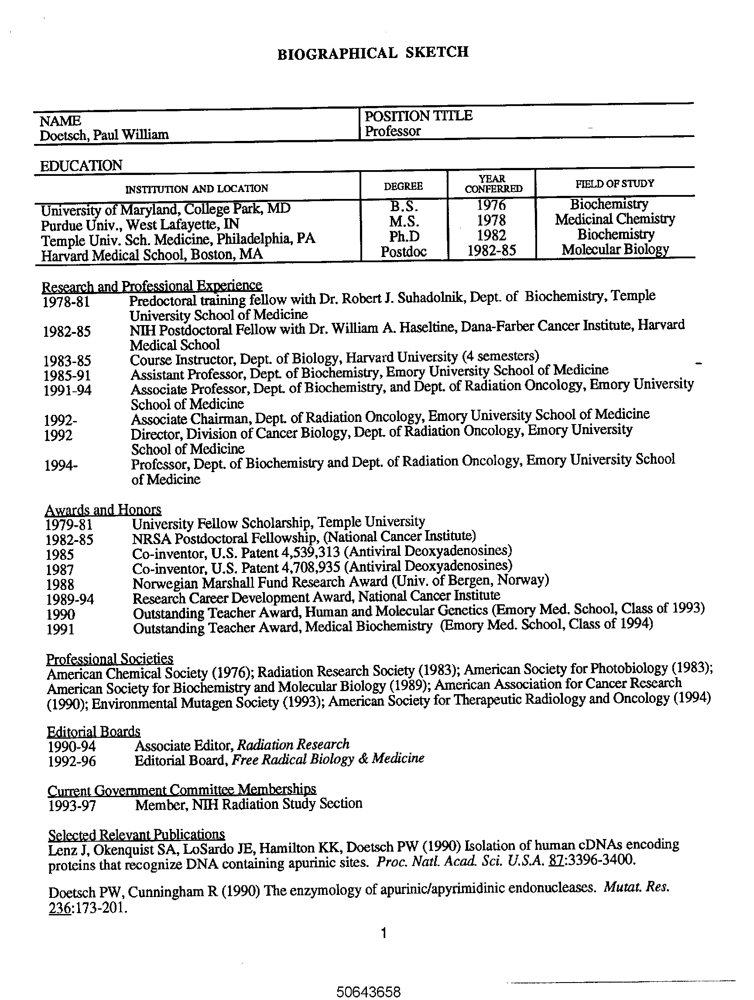 BIOGRAPHICAL SKETCH
NAME
Doetsch, Paul William
POSITION TITLE
Professor
EDUCATION
INSTITUTION AND LOCATION DEGREE YEAR CONFERRED FIELD OF STUDY
University of Maryland, College Park, MD B.S. 1976 Biochemistry
Purdue Univ., West Lafayette, IN M.S. 1978 Medicinal Chemistry
Temple Univ. Sch. Medicine, Philadelphia, PA Ph.D 1982 Biochemistry
Harvard Medical School, Boston, MA Postdoc 1982-85 Molecular Biology
Research and Professional Experience
1978-81 Predoctoral training fellow with Dr. Robert J. Suhadolnik, Dept. of Biochemistry, Temple
University School of Medicine
1982-85 NIH Postdoctoral Fellow with Dr. William A. Haseltine, Dana-Farber Cancer Institute, Harvard
Medical School
1983-85 Course Instructor, Dept. of Biology, Harvard University (4 semesters)
1985-91 Assistant Professor, Dept. of Biochemistry, Emory University School of Medicine
1991-94 Associate Professor, Dept. of Biochemistry, and Dept. of Radiation Oncology, Emory University
School of Medicine
1992- Associate Chairman, Dept. of Radiation Oncology, Emory University School of Medicine
1992 Director, Division of Cancer Biology, Dept. of Radiation Oncology, Emory University
School of Medicine
1994- Professor, Dept. of Biochemistry and Dept. of Radiation Oncology, Emory University School
of Medicine
Awards and Honors
1979-81 University Fellow Scholarship, Temple University
1982-85 NRSA Postdoctoral Fellowship, (National Cancer Institute)
1985 Co-inventor, U.S. Patent 4,539,313 (Antiviral Deoxyadenosines)
1987 Co-inventor, U.S. Patent 4,708,935 (Antiviral Deoxyadenosines)
1988 Norwegian Marshall Fund Research Award (Univ. of Bergen, Norway)
1989-94 Research Career Development Award, National Cancer Institute
1990 Outstanding Teacher Award, Human and Molecular Genetics (Emory Med. School, Class of 1993)
1991 Outstanding Teacher Award, Medical Biochemistry (Emory Med. School, Class of 1994)
Professional Societies
American Chemical Society (1976); Radiation Research Society (1983); American Society for Photobiology (1983);
American Society for Biochemistry and Molecular Biology (1989); American Association for Cancer Research
(1990); Environmental Mutagen Society (1993); American Society for Therapeutic Radiology and Oncology (1994)
Editorial Boards
1990-94 Associate Editor, Radiation Research
1992-96 Editorial Board, Free Radical Biology & Medicine
Current Government Committee Memberships
1993-97 Member, NIH Radiation Study Section
Selected Relevant Publications
Lenz J, Okenquist SA, LoSardo JE, Hamilton KK, Doetsch PW (1990) Isolation of human cDNAs encoding
proteins that recognize DNA containing apurinic sites. Proc. Natl. Acad. Sci. U.S.A. 87:3396-3400.
Doetsch PW, Cunningham R (1990) The enzymology of apurinic/apyrimidinic endonucleases. Mutat. Res.
236:173-201.
1
50643658